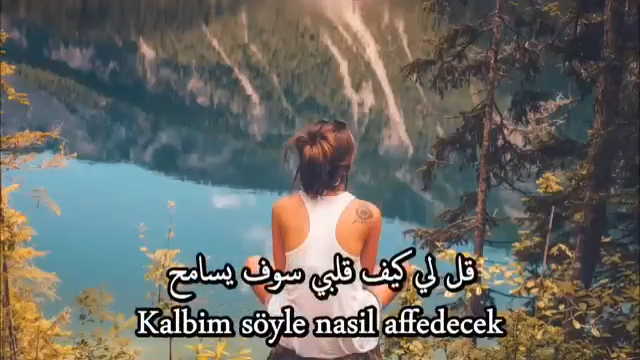 قل لي كيف قلبي سوف يسامح
Kalbim söyle nasil affedecek